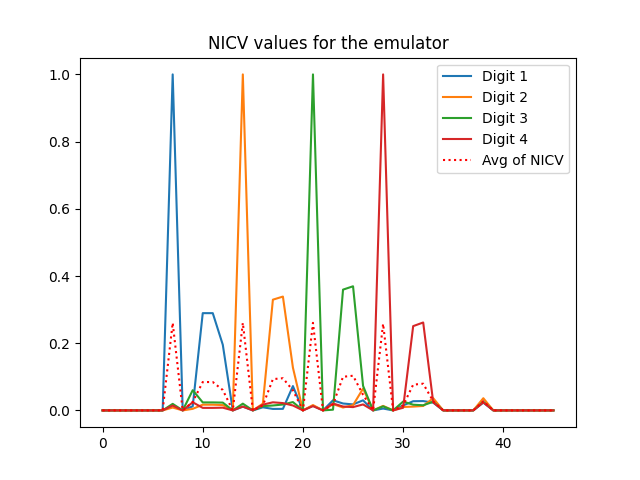 NICV values for the emulator
1.0
0.8
0.6
0.4
0.2
0.0
0
10
20
30
40
Digit 1
Digit 2
Digit 3
Digit 4
Avg of NICV